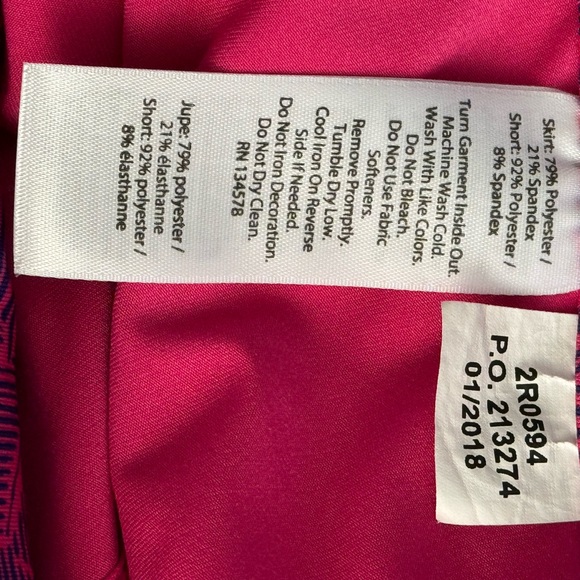 Skirt: 79% Polyester /
21% Spandex
Short: 92% Polyester /
8% Spandex
Turn Garment Inside Out.
Machine Wash Cold.
Wash With Like Colors.
Do Not Bleach.
Do Not Use Fabric
Softeners.
Remove Promptly.
Tumble Dry Low.
Cool Iron On Reverse
Side If Needed.
Do Not Iron Decoration.
Do Not Dry Clean.
RN 134578
Jupe: 79% polyester /
21% élasthanne
Short: 92% polyester /
8% élasthanne
2R0594
P.O. 213274
01/2018